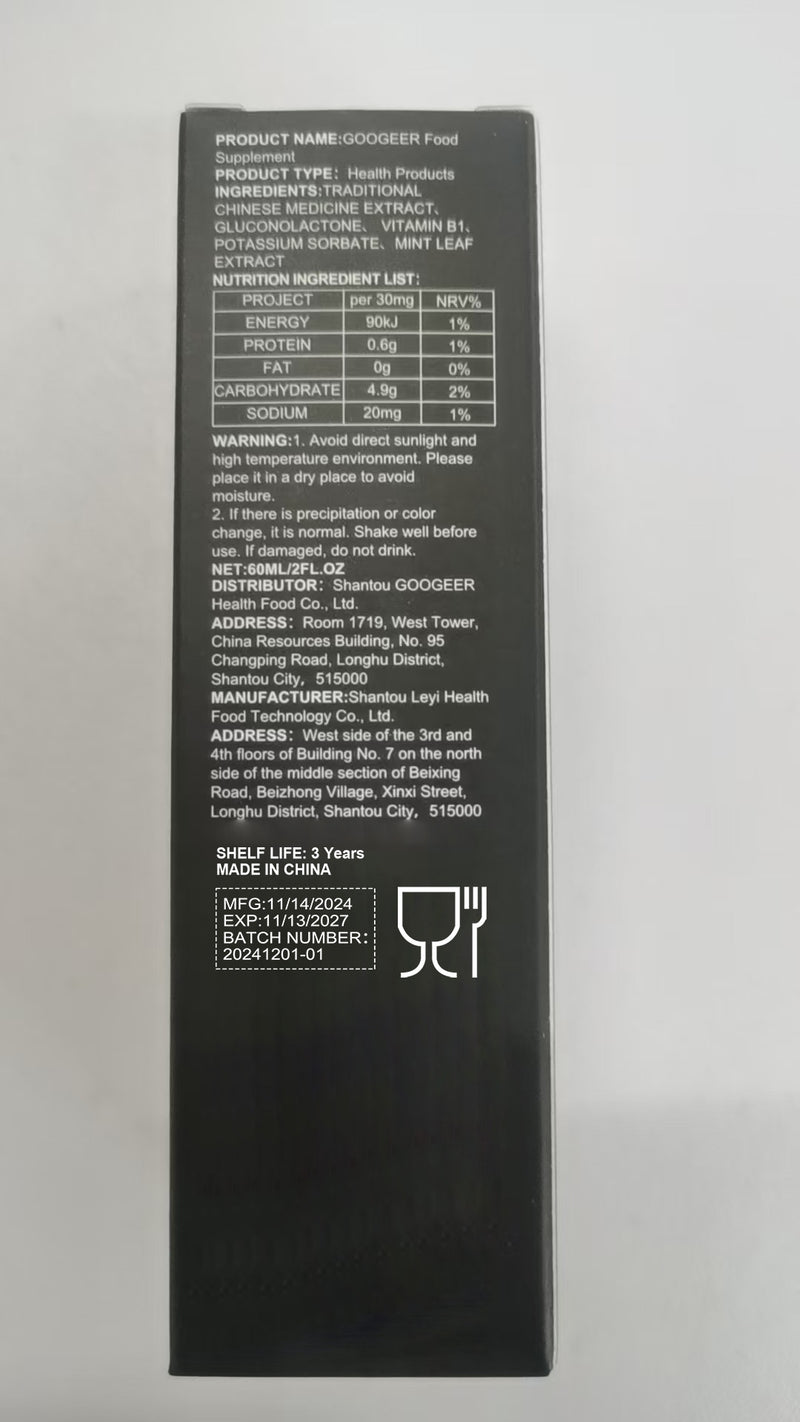 PRODUCT NAME:GOOGEER Food
Supplement
PRODUCT TYPE: Health Products
INGREDIENTS:TRADITIONAL
CHINESE MEDICINE EXTRACT、
GLUCONOLACTONE、 VITAMIN B1、
POTASSIUM SORBATE、MINT LEAF
EXTRACT
NUTRITION INGREDIENT LIST:
PROJECT per 30mg NRV%
ENERGY 90kJ 1%
PROTEIN 0.6g 1%
FAT 0g 0%
CARBOHYDRATE 4.9g 2%
SODIUM 20mg 1%
WARNING:1. Avoid direct sunlight and
high temperature environment. Please
place it in a dry place to avoid
moisture.
2. If there is precipitation or color
change, it is normal. Shake well before
use. If damaged, do not drink.
NET:60ML/2FL.OZ
DISTRIBUTOR: Shantou GOOGEER
Health Food Co., Ltd.
ADDRESS: Room 1719, West Tower,
China Resources Building, No. 95
Changping Road, Longhu District,
Shantou City, 515000
MANUFACTURER:Shantou Leyi Health
Food Technology Co., Ltd.
ADDRESS: West side of the 3rd and
4th floors of Building No. 7 on the north
side of the middle section of Beixing
Road, Beizhong Village, Xinxi Street,
Longhu District, Shantou City, 515000
SHELF LIFE: 3 Years
MADE IN CHINA
MFG:11/14/2024
EXP:11/13/2027
BATCH NUMBER:
20241201-01